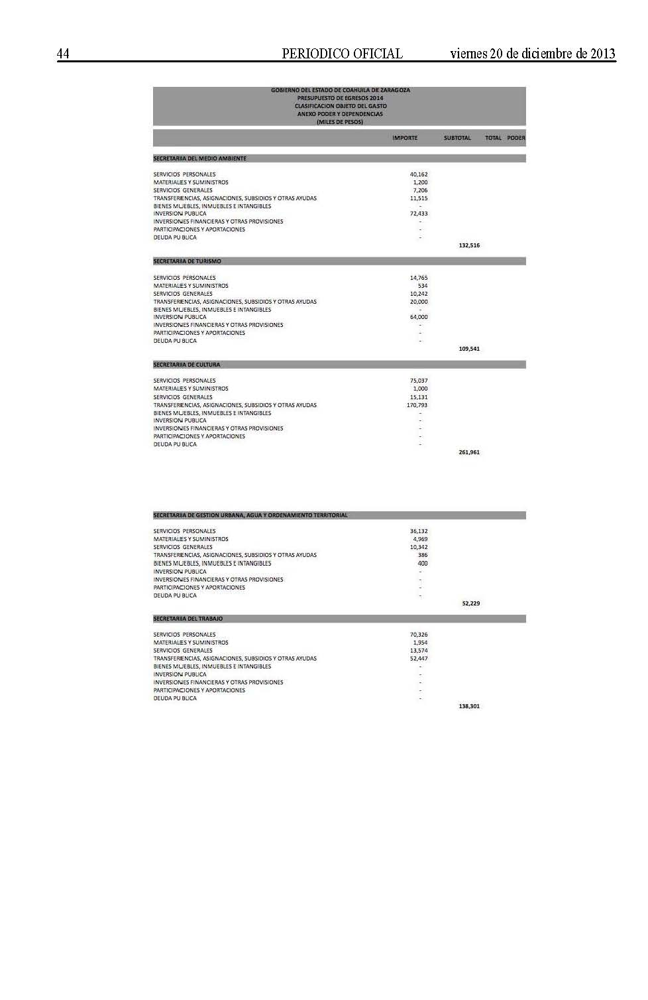 44 PERIODICO OFICIAL viernes 20 de diciembre de 2013
GOBIERNO DEL ESTADO DE COAHUILA DE ZARAGOZA
PRESUPUESTO DE EGRESOS 2014
CLASIFICACION OBJETO DEL GASTO
ANEXO PODER Y DEPENDENCIAS
(MILES DE PESOS)
IMPORTE SUBTOTAL TOTAL PODER
SECRETARIA DEL MEDIO AMBIENTE
SERVICIOS PERSONALES 40,162
MATERIALES Y SUMINISTROS 1,200
SERVICIOS GENERALES 7,206
TRANSFERENCIAS, ASIGNACIONES, SUBSIDIOS Y OTRAS AYUDAS 11,515
BIENES MUEBLES, INMUEBLES E INTANGIBLES -
INVERSION PUBLICA 72,433
INVERSIONES FINANCIERAS Y OTRAS PROVISIONES -
PARTICIPACIONES Y APORTACIONES -
DEUDA PUBLICA -
132,516
SECRETARIA DE TURISMO
SERVICIOS PERSONALES 14,765
MATERIALES Y SUMINISTROS 534
SERVICIOS GENERALES 10,242
TRANSFERENCIAS, ASIGNACIONES, SUBSIDIOS Y OTRAS AYUDAS 20,000
BIENES MUEBLES, INMUEBLES E INTANGIBLES -
INVERSION PUBLICA 64,000
INVERSIONES FINANCIERAS Y OTRAS PROVISIONES -
PARTICIPACIONES Y APORTACIONES -
DEUDA PUBLICA -
109,541
SECRETARIA DE CULTURA
SERVICIOS PERSONALES 75,037
MATERIALES Y SUMINISTROS 1,000
SERVICIOS GENERALES 15,131
TRANSFERENCIAS, ASIGNACIONES, SUBSIDIOS Y OTRAS AYUDAS 170,793
BIENES MUEBLES, INMUEBLES E INTANGIBLES -
INVERSION PUBLICA -
INVERSIONES FINANCIERAS Y OTRAS PROVISIONES -
PARTICIPACIONES Y APORTACIONES -
DEUDA PUBLICA -
261,961
SECRETARIA DE GESTION URBANA, AGUA Y ORDENAMIENTO TERRITORIAL
SERVICIOS PERSONALES 36,132
MATERIALES Y SUMINISTROS 4,969
SERVICIOS GENERALES 10,342
TRANSFERENCIAS, ASIGNACIONES, SUBSIDIOS Y OTRAS AYUDAS 386
BIENES MUEBLES, INMUEBLES E INTANGIBLES 400
INVERSION PUBLICA -
INVERSIONES FINANCIERAS Y OTRAS PROVISIONES -
PARTICIPACIONES Y APORTACIONES -
DEUDA PUBLICA -
52,229
SECRETARIA DEL TRABAJO
SERVICIOS PERSONALES 70,326
MATERIALES Y SUMINISTROS 1,954
SERVICIOS GENERALES 13,574
TRANSFERENCIAS, ASIGNACIONES, SUBSIDIOS Y OTRAS AYUDAS 52,447
BIENES MUEBLES, INMUEBLES E INTANGIBLES -
INVERSION PUBLICA -
INVERSIONES FINANCIERAS Y OTRAS PROVISIONES -
PARTICIPACIONES Y APORTACIONES -
DEUDA PUBLICA -
138,301